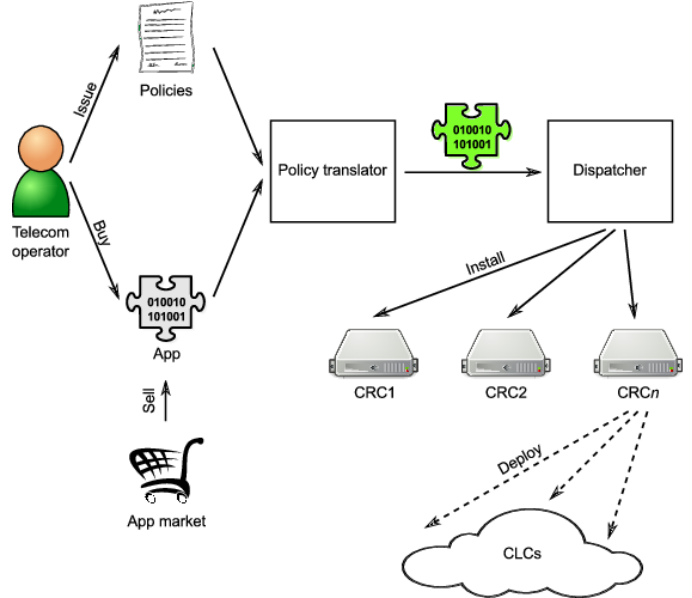 Policies
Issue
Telecom
operator
Buy
010010
101001
App
Sell
App market
Policy translator
010010
101001
Dispatcher
Install
CRC1
CRC2
CRCn
Deploy
CLCs